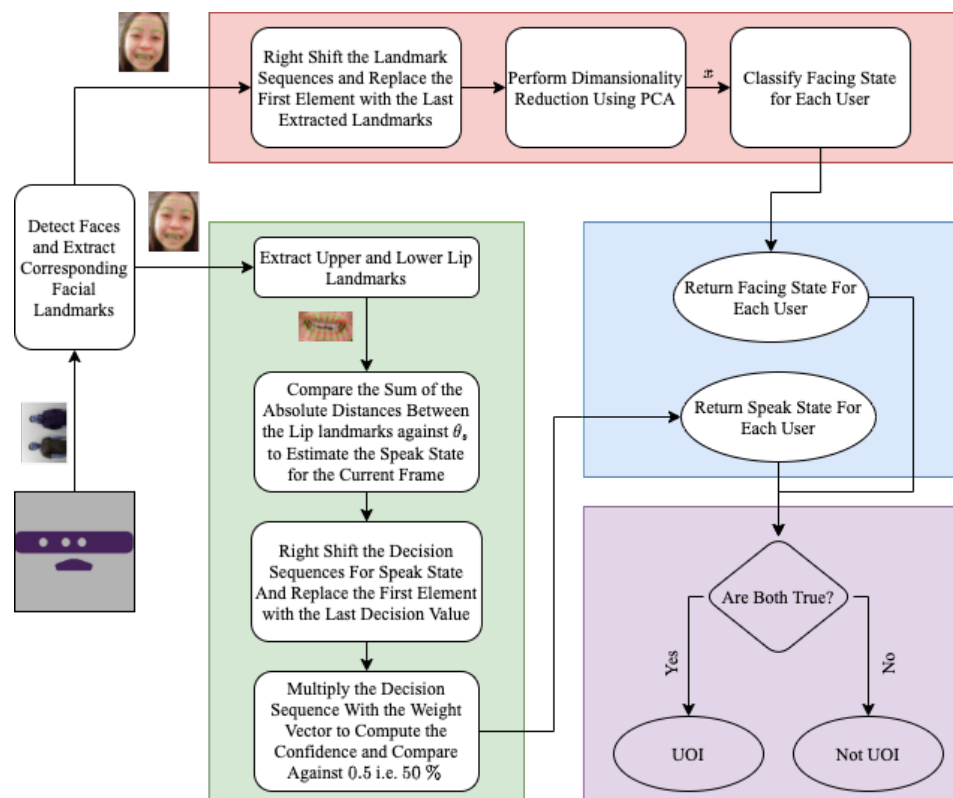 Right Shift the Landmark
Sequences and Replace the
First Element with the Last
Extracted Landmarks
Perform Dimansionality
Reduction Using PCA
x
Classify Facing State
for Each User
Detect Faces
and Extract
Corresponding
Facial
Landmarks
Extract Upper and Lower Lip
Landmarks
Return Facing State For
Each User
Compare the Sum of the
Absolute Distances Between
the Lip landmarks against θs
to Estimate the Speak State
for the Current Frame
Return Speak State For
Each User
Right Shift the Decision
Sequences For Speak State
And Replace the First Element
with the Last Decision Value
Are Both True?
Yes
No
Multiply the Decision
Sequence With the Weight
Vector to Compute the
Confidence and Compare
Against 0.5 i.e. 50 %
UOI
Not UOI